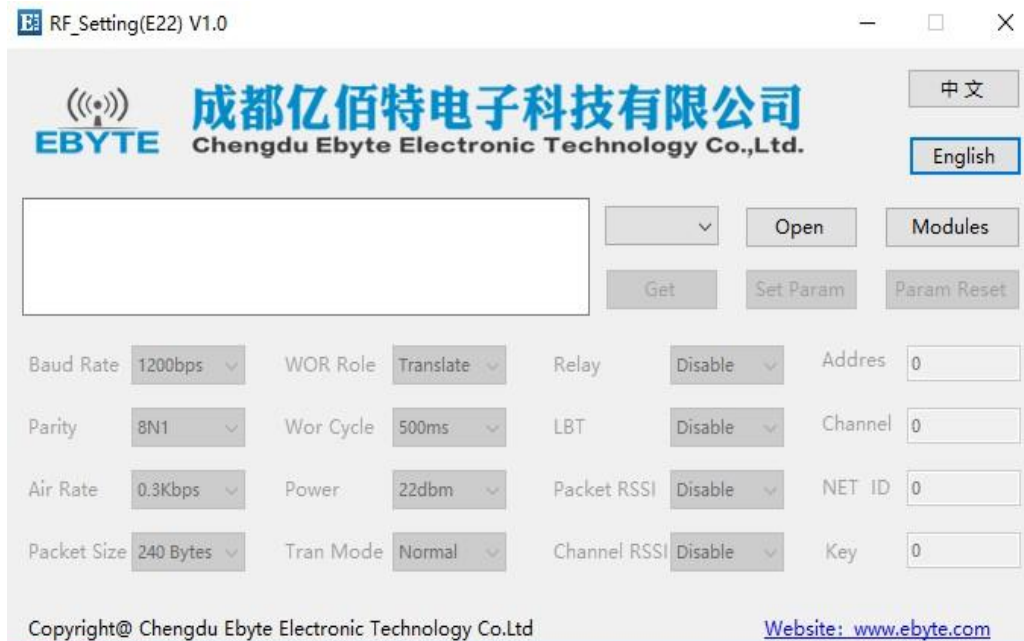 RF_Setting(E22) V1.0
中文
EBYTE
成都亿佰特电子科技有限公司
Chengdu Ebyte Electronic Technology Co.,Ltd.
English
Open
Modules
Get
Set Param
Param Reset
Baud Rate 1200bps WOR Role Translate Relay Disable Addres 0
Parity 8N1 Wor Cycle 500ms LBT Disable Channel 0
Air Rate 0.3Kbps Power 22dbm Packet RSSI Disable NET ID 0
Packet Size 240 Bytes Tran Mode Normal Channel RSSI Disable Key 0
Copyright@ Chengdu Ebyte Electronic Technology Co.Ltd Website: www.ebyte.com